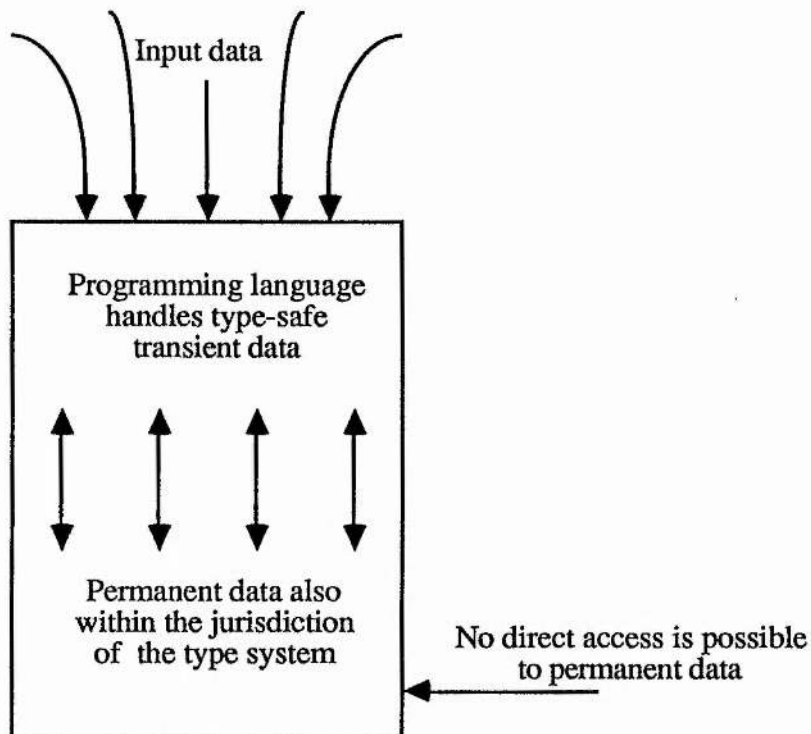 Input data
Programming language
handles type-safe
transient data
Permanent data also
within the jurisdiction
of the type system
No direct access is possible
to permanent data